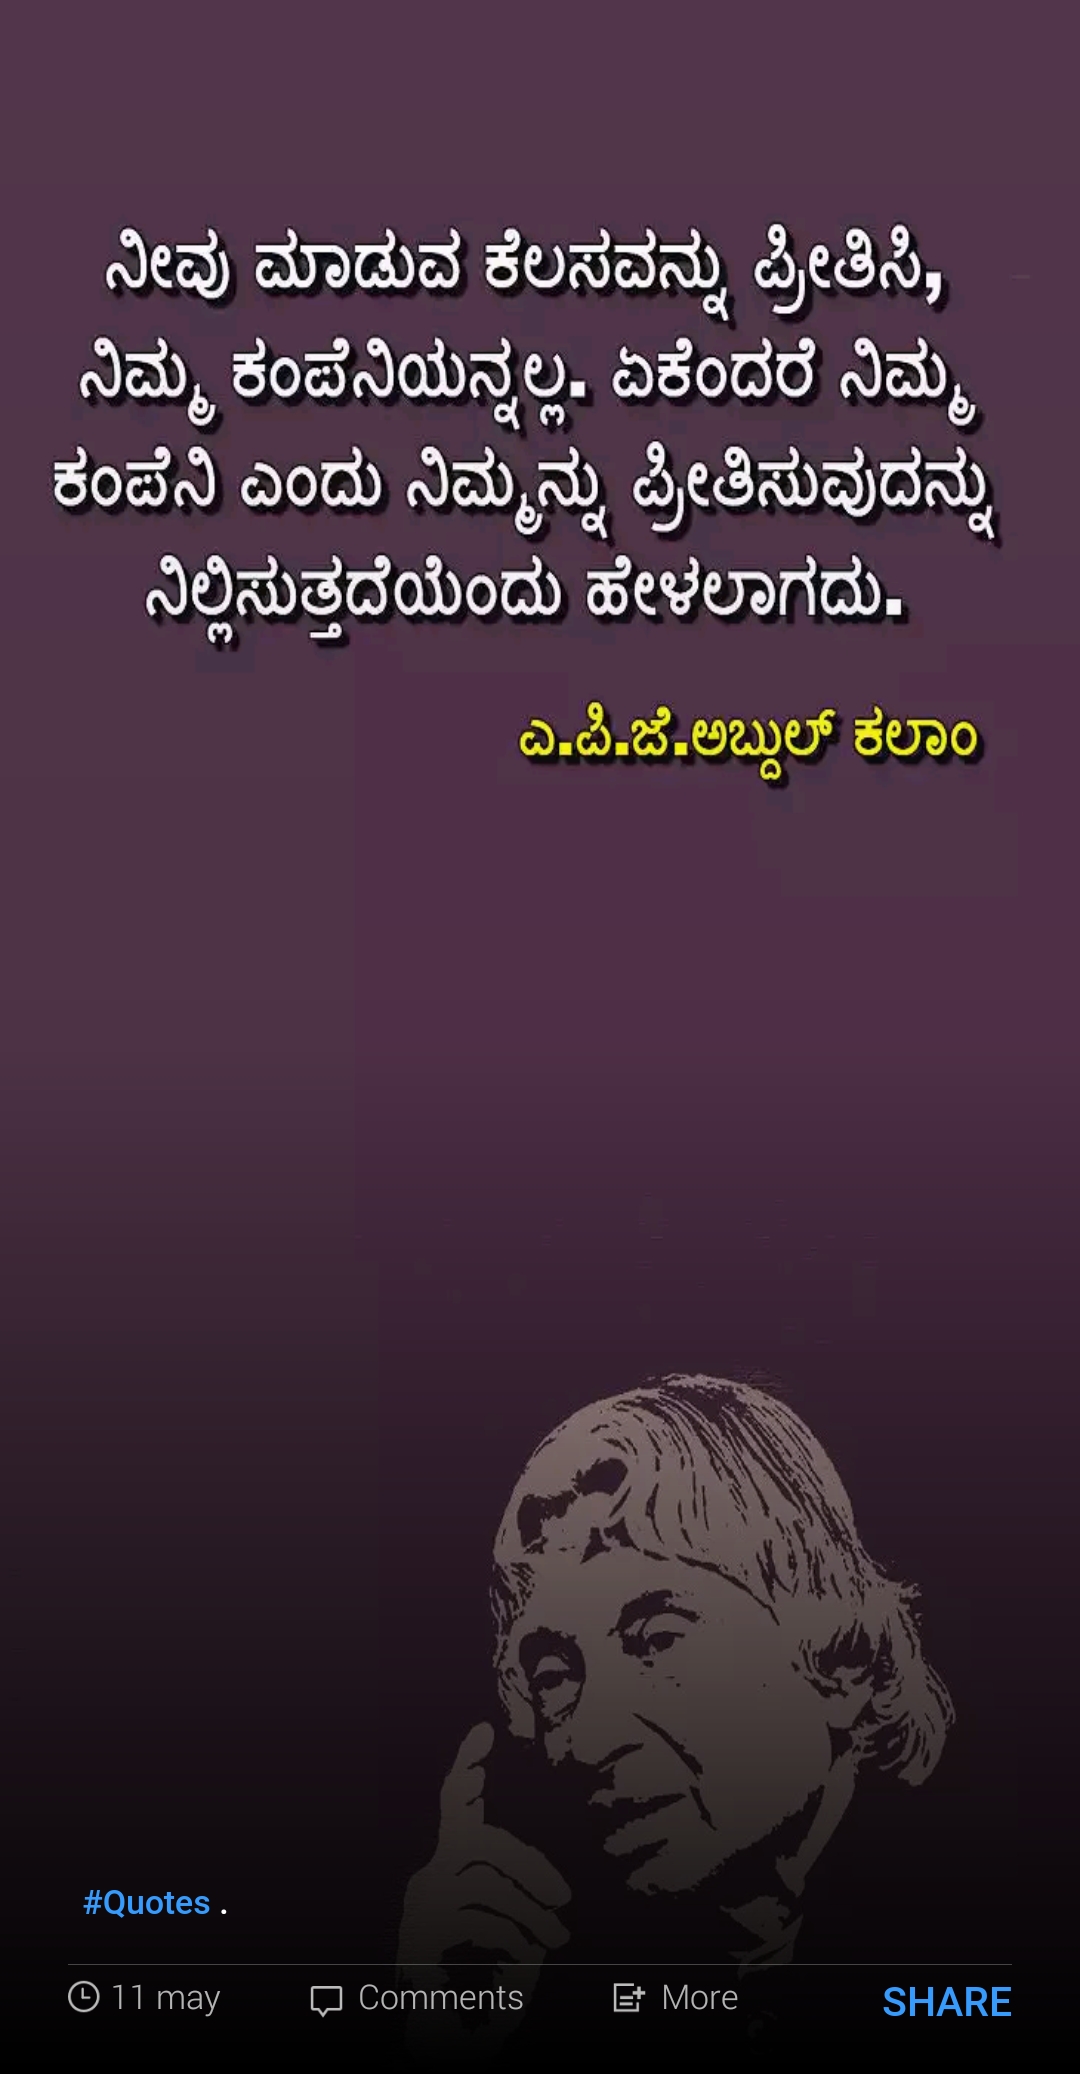 ನೀವು ಮಾಡುವ ಕೆಲಸವನ್ನು ಪ್ರೀತಿಸಿ,
ನಿಮ್ಮ ಕಂಪೆನಿಯನ್ನಲ್ಲ. ಏಕೆಂದರೆ ನಿಮ್ಮ
ಕಂಪೆನಿ ಎಂದು ನಿಮ್ಮನ್ನು ಪ್ರೀತಿಸುವುದನ್ನು
ನಿಲ್ಲಿಸುತ್ತದೆಯೆಂದು ಹೇಳಲಾಗದು.
ಎ.ಪಿ.ಜೆ.ಅಬ್ದುಲ್ ಕಲಾಂ
#Quotes .
11 may Comments More SHARE